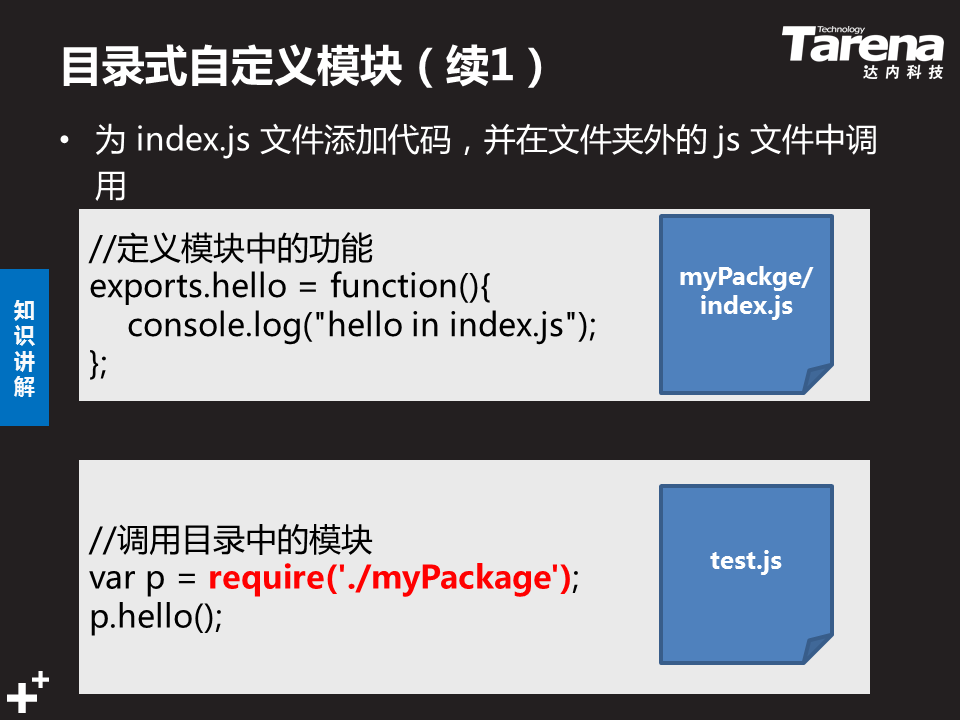 目录式自定义模块（续1）
Technology
Tarena
达内科技
• 为 index.js 文件添加代码，并在文件夹外的 js 文件中调
用
//定义模块中的功能
exports.hello = function(){
    console.log("hello in index.js");
};
myPackge/
index.js
知
识
讲
解
//调用目录中的模块
var p = require('./myPackage');
p.hello();
test.js